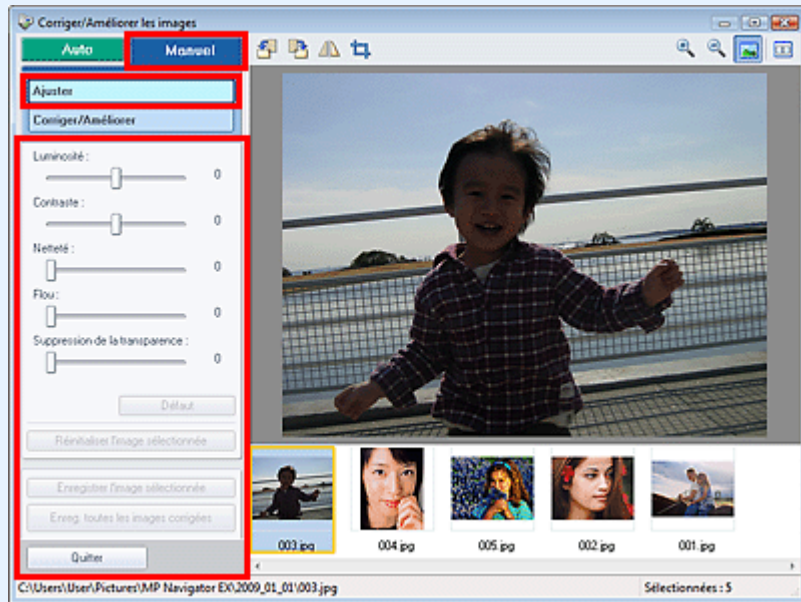 Corriger/Améliorer les images
Auto
Manuel
Ajuster
Corriger/Améliorer
Luminosité :
0
Contraste :
0
Netteté :
0
Flou :
0
Suppression de la transparence :
0
Défaut
Réinitialiser l'image sélectionnée
Enregistrer l'image sélectionnée
Enreg. toutes les images corrigées
Quitter
003.jpg
004.jpg
005.jpg
002.jpg
001.jpg
C:\Users\User\Pictures\MP Navigator EX\2009_01_01\003.jpg
Sélectionnées : 5